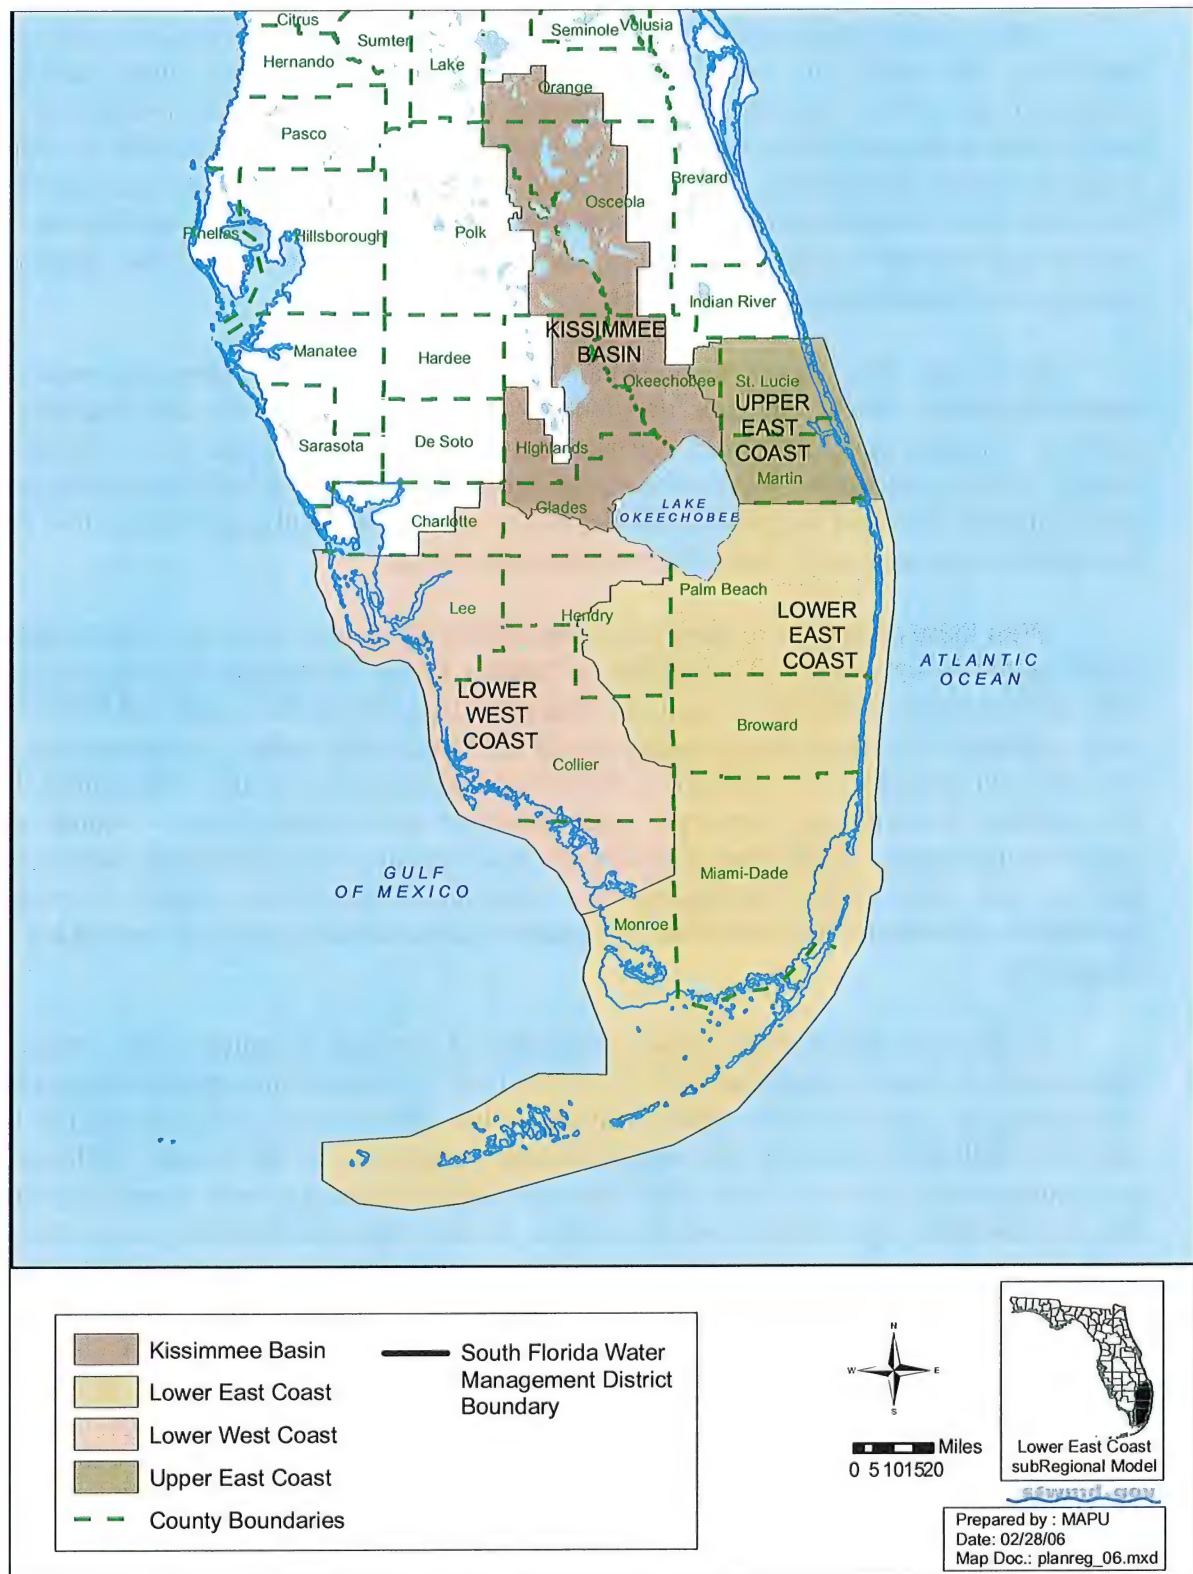 Citrus
Sumter
Seminole
Volusia
Hernando
Lake
Orange
Pasco
Brevard
Osceola
Pinellas
Hillsborough
Polk
Indian River
KISSIMMEE
BASIN
Manatee
Hardee
Okeechobee
St. Lucie
UPPER
EAST
COAST
Sarasota
De Soto
Highlands
Martin
LAKE
OKEECHOBEE
Glades
Charlotte
Palm Beach
Lee
Hendry
LOWER
EAST
COAST
ATLANTIC
OCEAN
LOWER
WEST
COAST
Broward
Collier
GULF
OF MEXICO
Miami-Dade
Monroe
Kissimmee Basin
Lower East Coast
Lower West Coast
Upper East Coast
County Boundaries
South Florida Water
Management District
Boundary
N
W
E
S
Miles
0 5 10 15 20
Lower East Coast
subRegional Model
sfwmd.gov
Prepared by : MAPU
Date: 02/28/06
Map Doc.: planreg_06.mxd